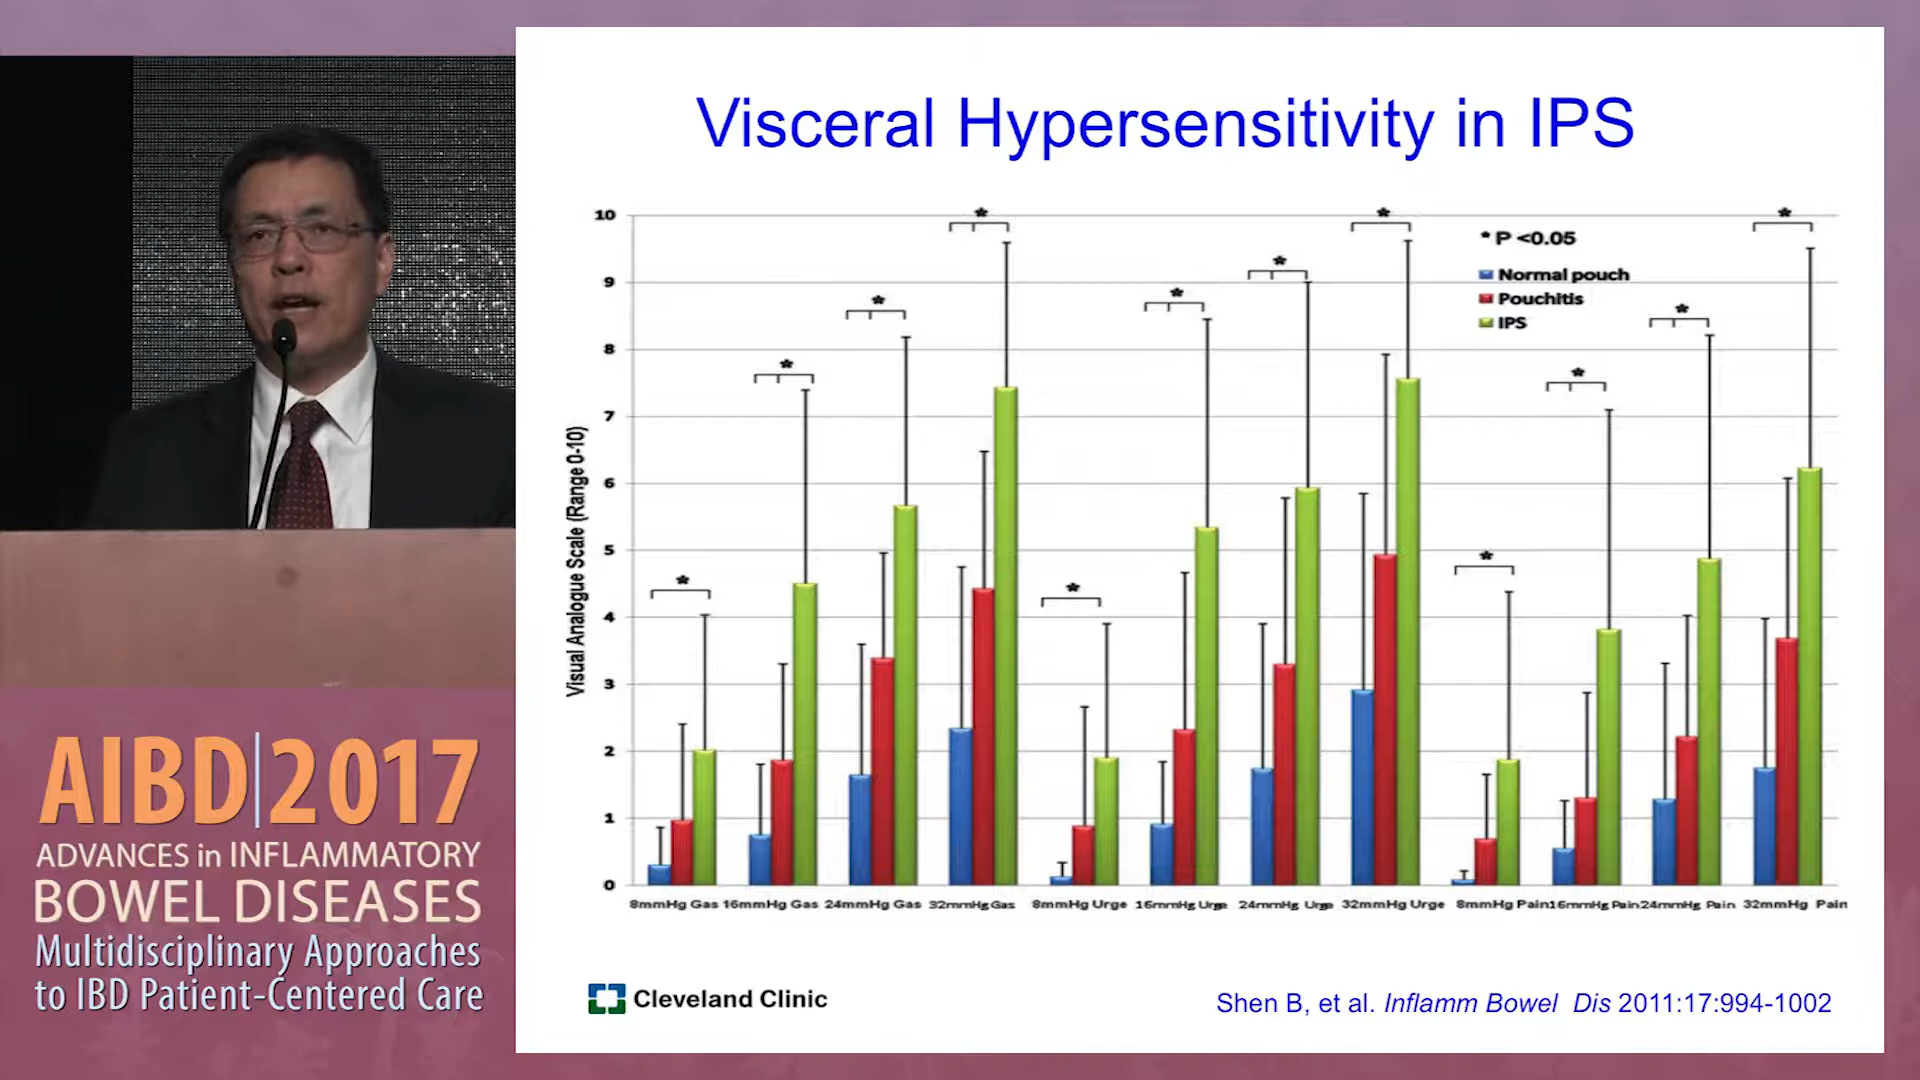 Visceral Hypersensitivity in IPS
10
9
8
7
6
5
4
3
2
1
0
Visual Analogue Scale (Range 0-10)
*
*
*
*
*
*
*
*
*
*
*
*
* P <0.05
Normal pouch
Pouchitis
IPS
8mmHg Gas 16mmHg Gas 24mmHg Gas 32mmHg Gas 8mmHg Urge 16mmHg Urge 24mmHg Urge 32mmHg Urge 8mmHg Pain 16mmHg Pain 24mmHg Pain 32mmHg Pain
Cleveland Clinic
Shen B, et al. Inflamm Bowel Dis 2011:17:994-1002
AIBD|2017
ADVANCES in INFLAMMATORY
BOWEL DISEASES
Multidisciplinary Approaches
to IBD Patient-Centered Care